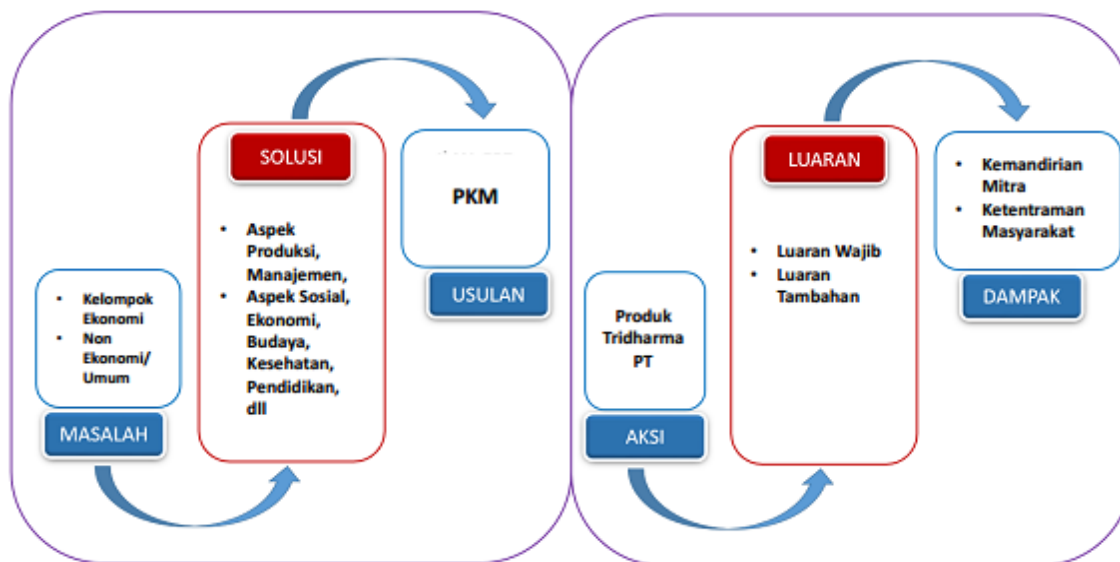 • Kelompok
Ekonomi
• Non
Ekonomi/
Umum
MASALAH
SOLUSI
• Aspek
Produksi,
Manajemen,
• Aspek Sosial,
Ekonomi,
Budaya,
Kesehatan,
Pendidikan,
dll
PKM
USULAN
Produk
Tridharma
PT
AKSI
LUARAN
• Luaran Wajib
• Luaran
Tambahan
• Kemandirian
Mitra
• Ketentraman
Masyarakat
DAMPAK